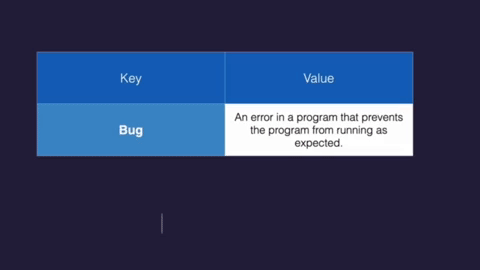 Key Value
Bug
An error in a program that prevents
the program from running as
expected.